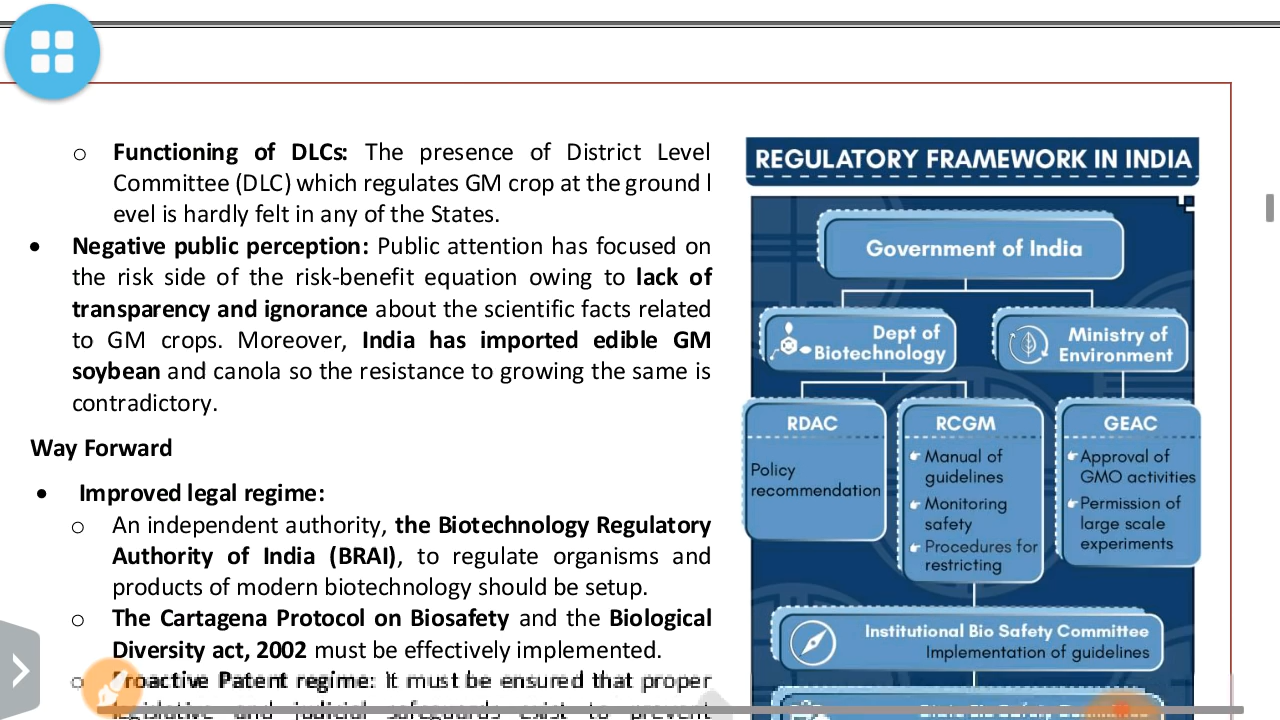 ○ Functioning of DLCs: The presence of District Level
Committee (DLC) which regulates GM crop at the ground l
evel is hardly felt in any of the States.
• Negative public perception: Public attention has focused on
the risk side of the risk-benefit equation owing to lack of
transparency and ignorance about the scientific facts related
to GM crops. Moreover, India has imported edible GM
soybean and canola so the resistance to growing the same is
contradictory.
Way Forward
• Improved legal regime:
○ An independent authority, the Biotechnology Regulatory
Authority of India (BRAI), to regulate organisms and
products of modern biotechnology should be setup.
○ The Cartagena Protocol on Biosafety and the Biological
Diversity act, 2002 must be effectively implemented.
○ Proactive Patent regime: It must be ensured that proper
legislative and judicial safeguards exist to prevent
REGULATORY FRAMEWORK IN INDIA
Government of India
Dept of
Biotechnology
Ministry of
Environment
RDAC
Policy
recommendation
RCGM
Manual of
guidelines
Monitoring
safety
Procedures for
restricting
GEAC
Approval of
GMO activities
Permission of
large scale
experiments
Institutional Bio Safety Committee
Implementation of guidelines